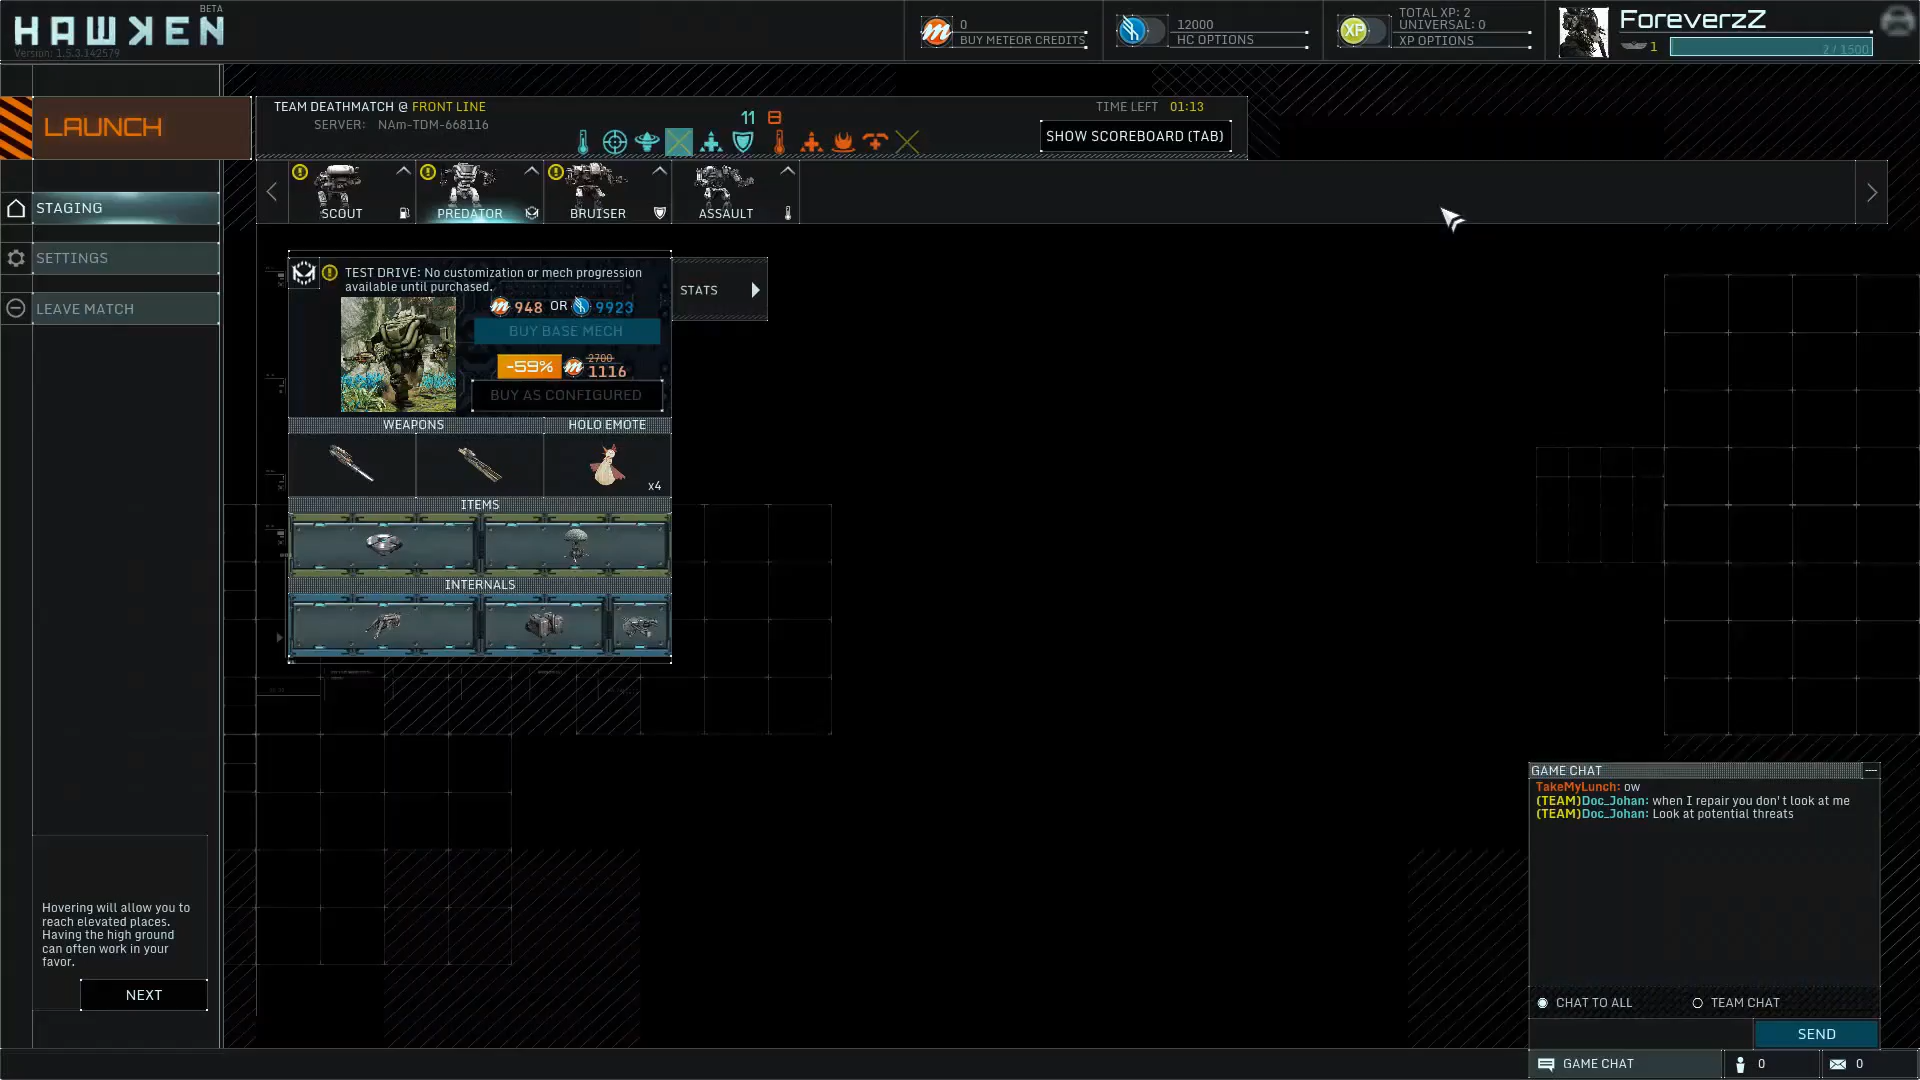 BETA
HAWKEN
Version: 1.5.3.142579
0
BUY METEOR CREDITS
12000
HC OPTIONS
XP
TOTAL XP: 2
UNIVERSAL: 0
XP OPTIONS
ForeverzZ
1
2 / 1500
LAUNCH
TEAM DEATHMATCH @ FRONT LINE
SERVER: NAm-TDM-668116
11 8
TIME LEFT 01:13
SHOW SCOREBOARD (TAB)
STAGING
SETTINGS
LEAVE MATCH
SCOUT
PREDATOR
BRUISER
ASSAULT
TEST DRIVE: No customization or mech progression
available until purchased.
948 OR 9923
BUY BASE MECH
-59% 2700
1116
BUY AS CONFIGURED
STATS
WEAPONS
HOLO EMOTE
x4
ITEMS
INTERNALS
Hovering will allow you to
reach elevated places.
Having the high ground
can often work in your
favor.
NEXT
GAME CHAT
TakeMyLunch: ow
(TEAM)Doc_Johan: when I repair you don't look at me
(TEAM)Doc_Johan: Look at potential threats
CHAT TO ALL
TEAM CHAT
SEND
GAME CHAT
0
0